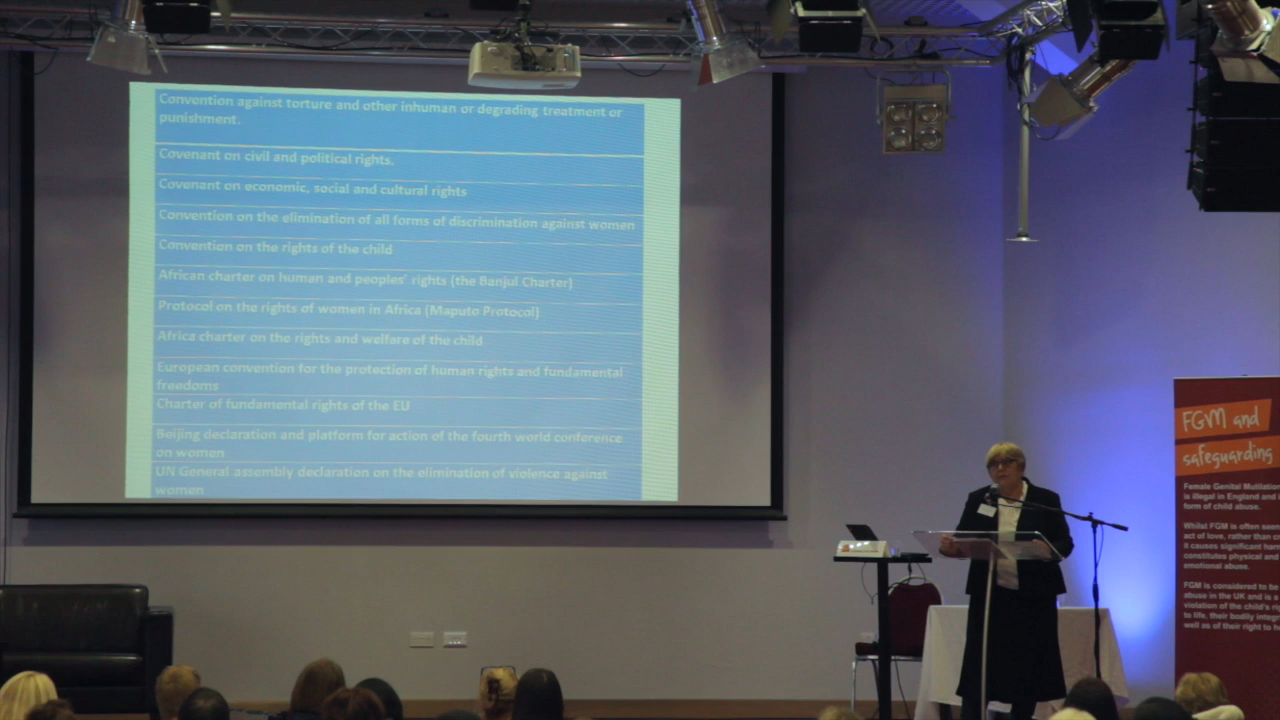 Convention against torture and other inhuman or degrading treatment or
punishment.
Covenant on civil and political rights.
Covenant on economic, social and cultural rights
Convention on the elimination of all forms of discrimination against women
Convention on the rights of the child
African charter on human and peoples' rights (the Banjul Charter)
Protocol on the rights of women in Africa (Maputo Protocol)
Africa charter on the rights and welfare of the child
European convention for the protection of human rights and fundamental
freedoms
Charter of fundamental rights of the EU
Beijing declaration and platform for action of the fourth world conference
on women
UN General assembly declaration on the elimination of violence against
women
FGM and
safeguarding
Female Genital Mutilation
is illegal in England and
form of child abuse.
Whilst FGM is often seen
act of love, rather than
it causes significant harm
constitutes physical and
emotional abuse.
FGM is considered to be
abuse in the UK and is a
violation of the child's
to life, their bodily
well as of their right to